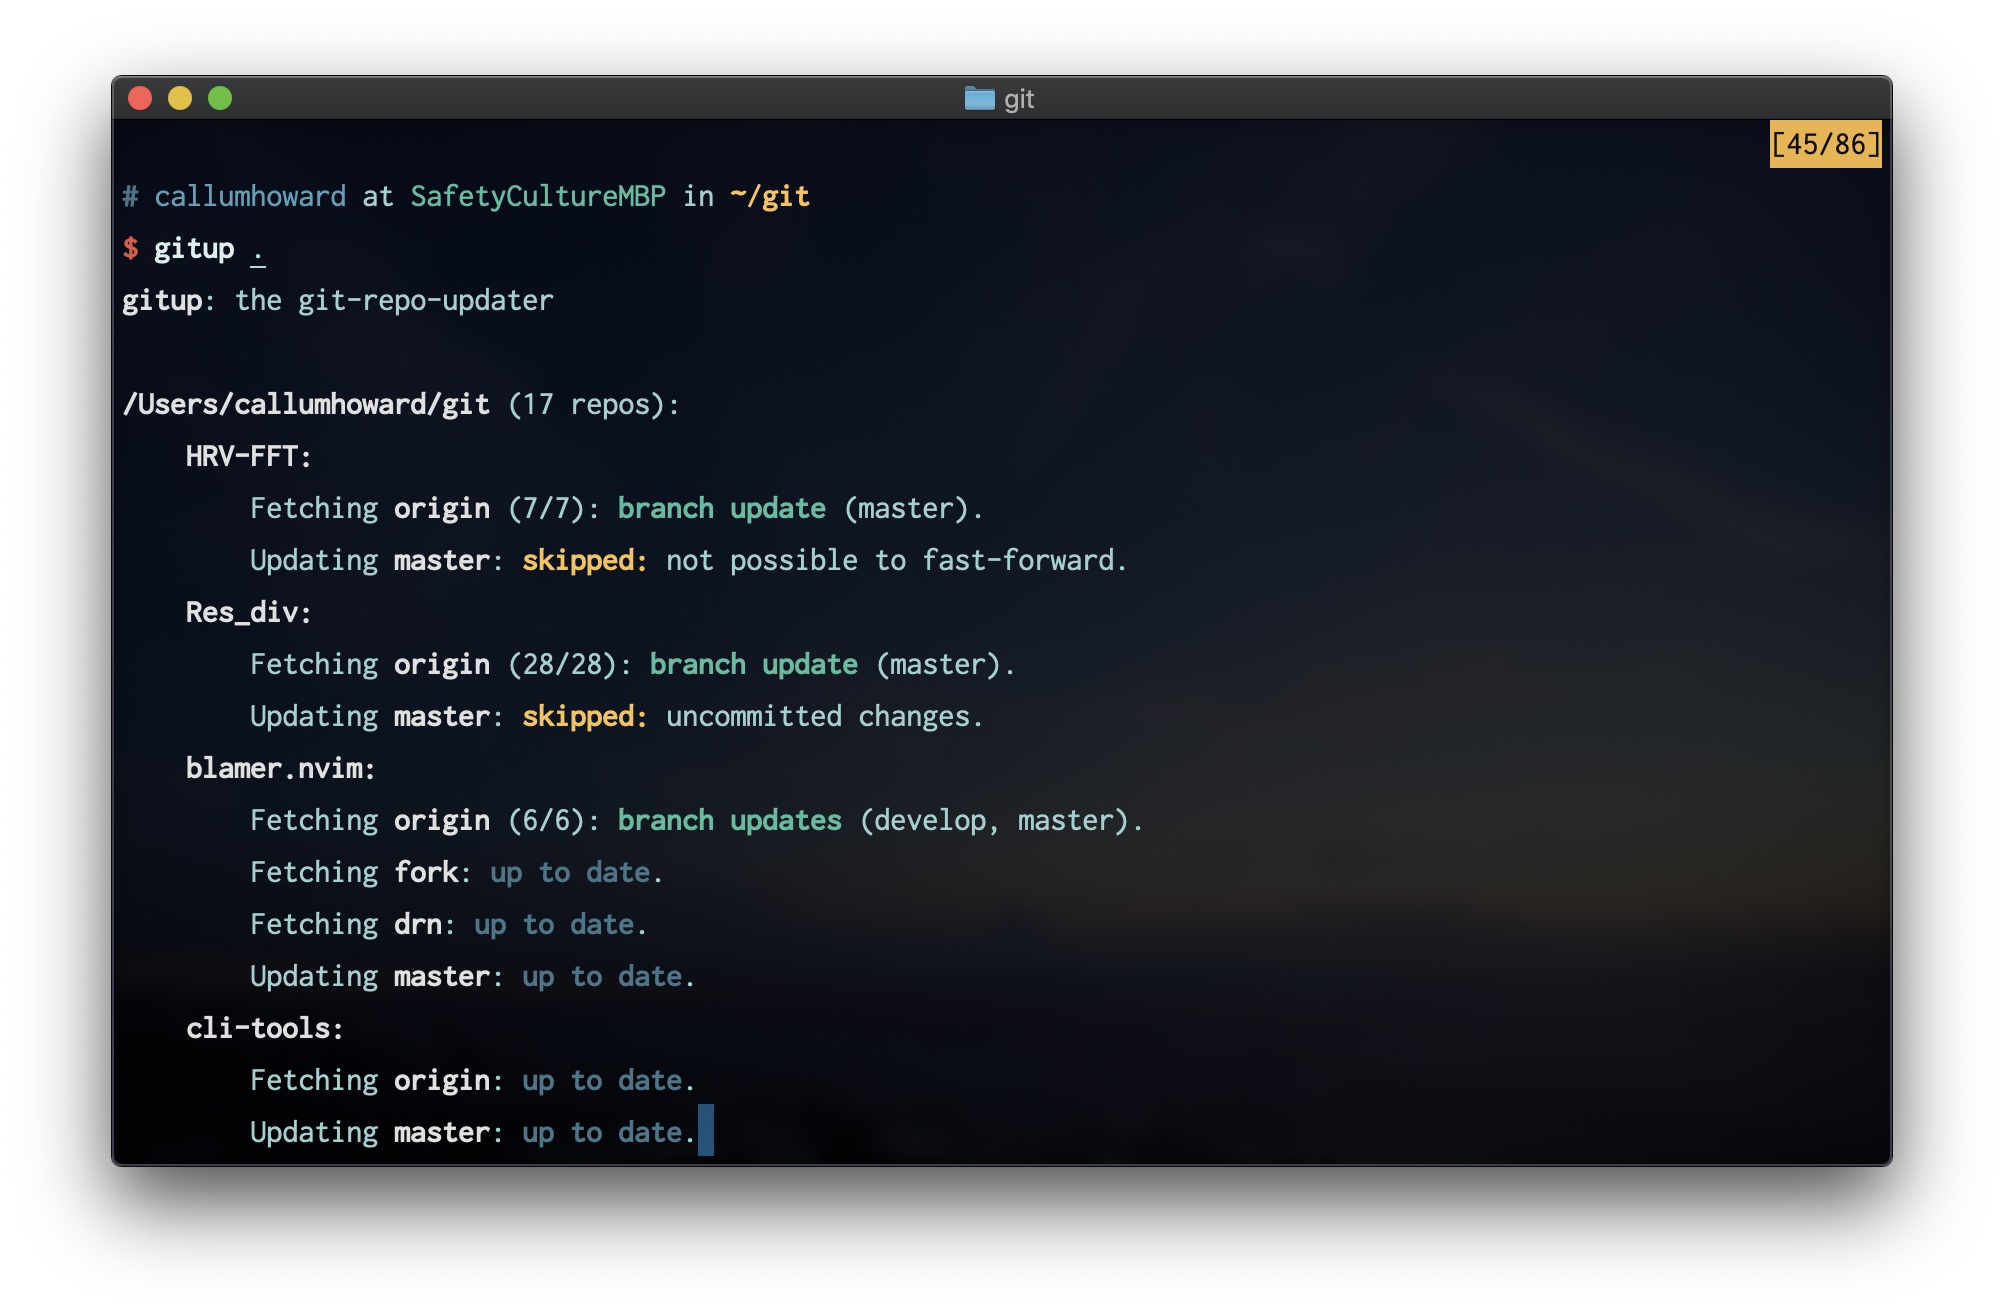 git
[45/86]
# callumhoward at SafetyCultureMBP in ~/git
$ gitup .
gitup: the git-repo-updater
/Users/callumhoward/git (17 repos):
HRV-FFT:
Fetching origin (7/7): branch update (master).
Updating master: skipped: not possible to fast-forward.
Res_div:
Fetching origin (28/28): branch update (master).
Updating master: skipped: uncommitted changes.
blamer.nvim:
Fetching origin (6/6): branch updates (develop, master).
Fetching fork: up to date.
Fetching drn: up to date.
Updating master: up to date.
cli-tools:
Fetching origin: up to date.
Updating master: up to date.